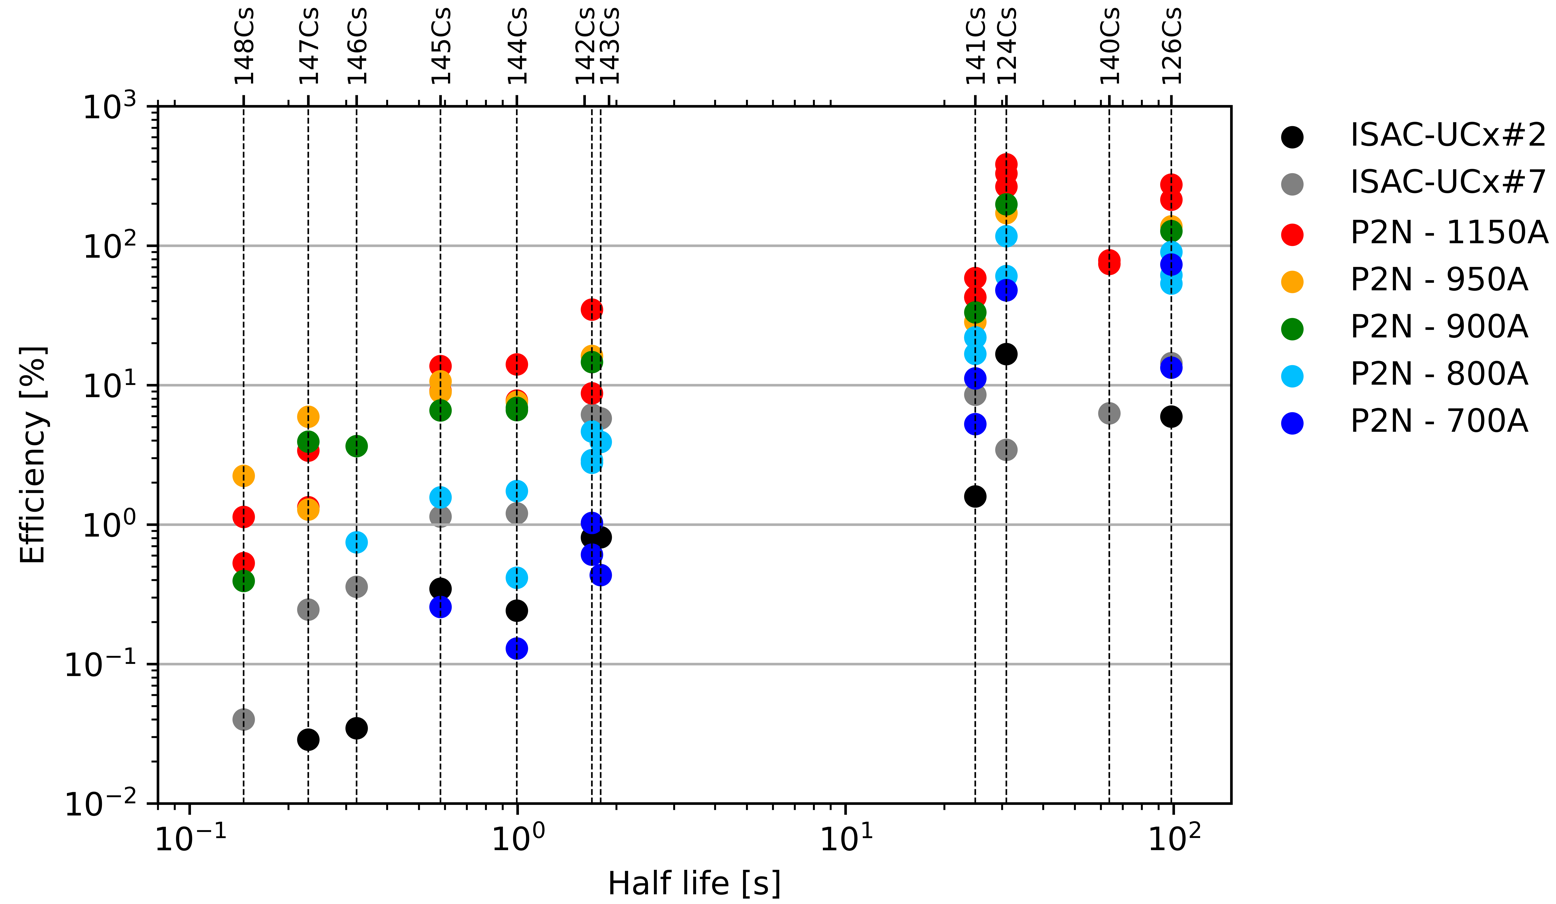 148Cs 147Cs 146Cs 145Cs 144Cs 142Cs 143Cs 141Cs 124Cs 140Cs 126Cs
10³
10²
10¹
10⁰
10⁻¹
10⁻²
Efficiency [%]
10⁻¹ 10⁰ 10¹ 10²
Half life [s]
ISAC-UCx#2
ISAC-UCx#7
P2N - 1150A
P2N - 950A
P2N - 900A
P2N - 800A
P2N - 700A